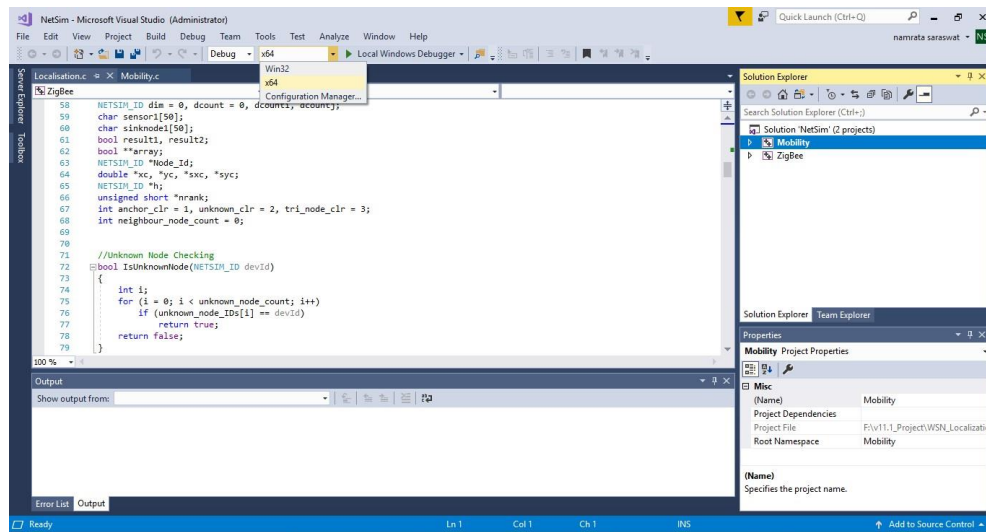 NetSim - Microsoft Visual Studio (Administrator)
Quick Launch (Ctrl+Q)
File Edit View Project Build Debug Team Tools Test Analyze Window Help
namrata saraswat
NS
Debug
x64
Local Windows Debugger
Win32
x64
Configuration Manager...
Server Explorer
Toolbox
Localisation.c
Mobility.c
ZigBee
58 NETSIM_ID dim = 0, dcount = 0, dcounti, dcountj;
59 char sensor1[50];
60 char sinknode1[50];
61 bool result1, result2;
62 bool **array;
63 NETSIM_ID *Node_Id;
64 double *xc, *yc, *sxc, *syc;
65 NETSIM_ID *h;
66 unsigned short *nrank;
67 int anchor_clr = 1, unknown_clr = 2, tri_node_clr = 3;
68 int neighbour_node_count = 0;
69
70
71 //Unknown Node Checking
72 bool IsUnknownNode(NETSIM_ID devId)
73 {
74 int i;
75 for (i = 0; i < unknown_node_count; i++)
76 if (unknown_node_IDs[i] == devId)
77 return true;
78 return false;
79 }
100 %
Output
Show output from:
Error List Output
Solution Explorer
Search Solution Explorer (Ctrl+;)
Solution 'NetSim' (2 projects)
Mobility
ZigBee
Solution Explorer Team Explorer
Properties
Mobility Project Properties
Misc
(Name) Mobility
Project Dependencies
Project File F:\v11.1_Project\WSN_Localizati
Root Namespace Mobility
(Name)
Specifies the project name.
Ready Ln 1 Col 1 Ch 1 INS Add to Source Control